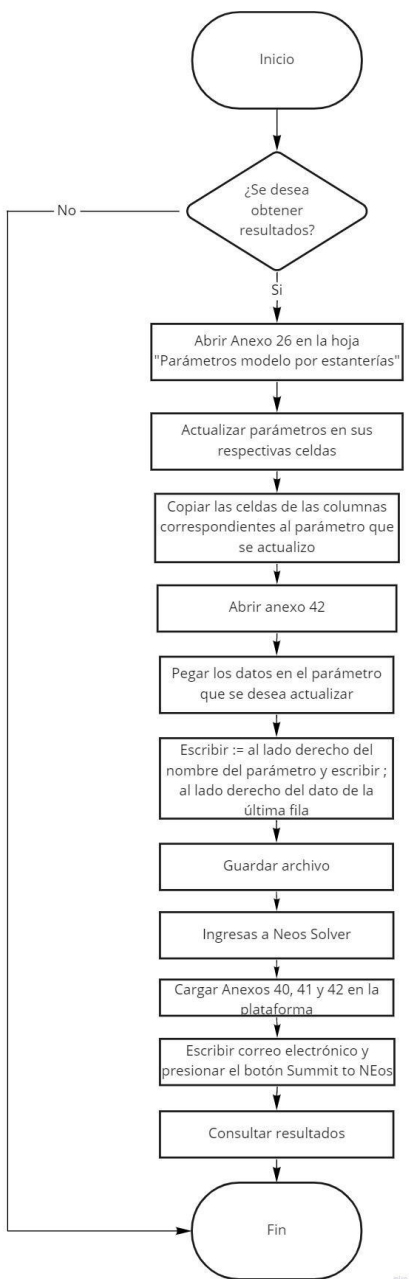 Inicio
¿Se desea
obtener
resultados?
No
Si
Abrir Anexo 26 en la hoja
"Parámetros modelo por estanterías"
Actualizar parámetros en sus
respectivas celdas
Copiar las celdas de las columnas
correspondientes al parámetro que
se actualizo
Abrir anexo 42
Pegar los datos en el parámetro
que se desea actualizar
Escribir := al lado derecho del
nombre del parámetro y escribir ;
al lado derecho del dato de la
última fila
Guardar archivo
Ingresas a Neos Solver
Cargar Anexos 40, 41 y 42 en la
plataforma
Escribir correo electrónico y
presionar el botón Summit to NEos
Consultar resultados
Fin